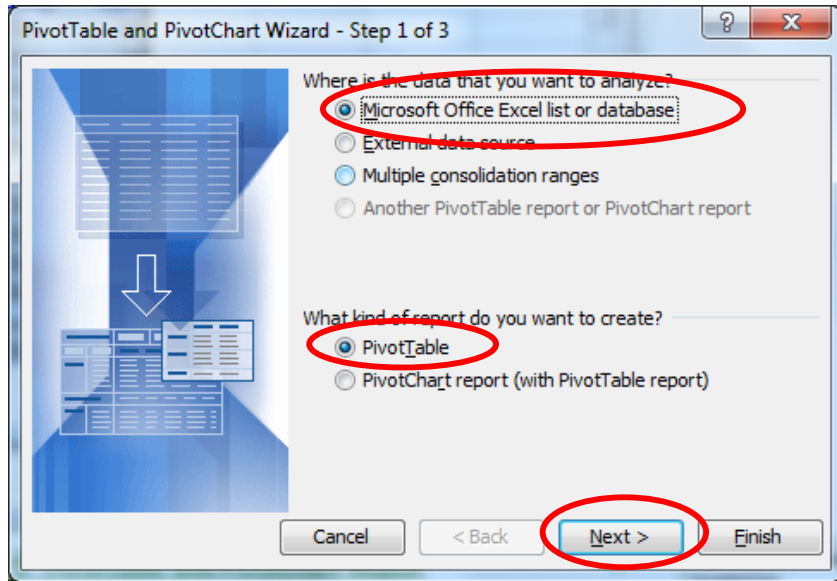 PivotTable and PivotChart Wizard - Step 1 of 3
?
X
Where is the data that you want to analyze?
Microsoft Office Excel list or database
External data source
Multiple consolidation ranges
Another PivotTable report or PivotChart report
What kind of report do you want to create?
PivotTable
PivotChart report (with PivotTable report)
Cancel < Back Next > Finish